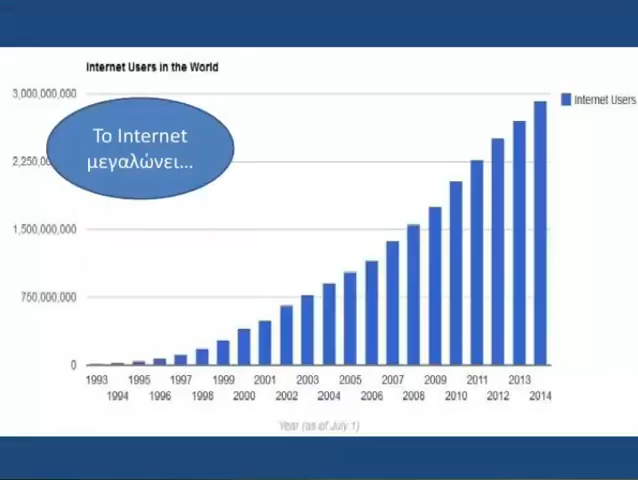 Internet Users in the World
3,000,000,000
Internet Users
Το Internet
μεγαλώνει...
2,250,00
1,500,000,000
750,000,000
0
1993 1995 1997 1999 2001 2003 2005 2007 2009 2011 2013
1994 1996 1998 2000 2002 2004 2006 2008 2010 2012 2014
Year (as of July 1)